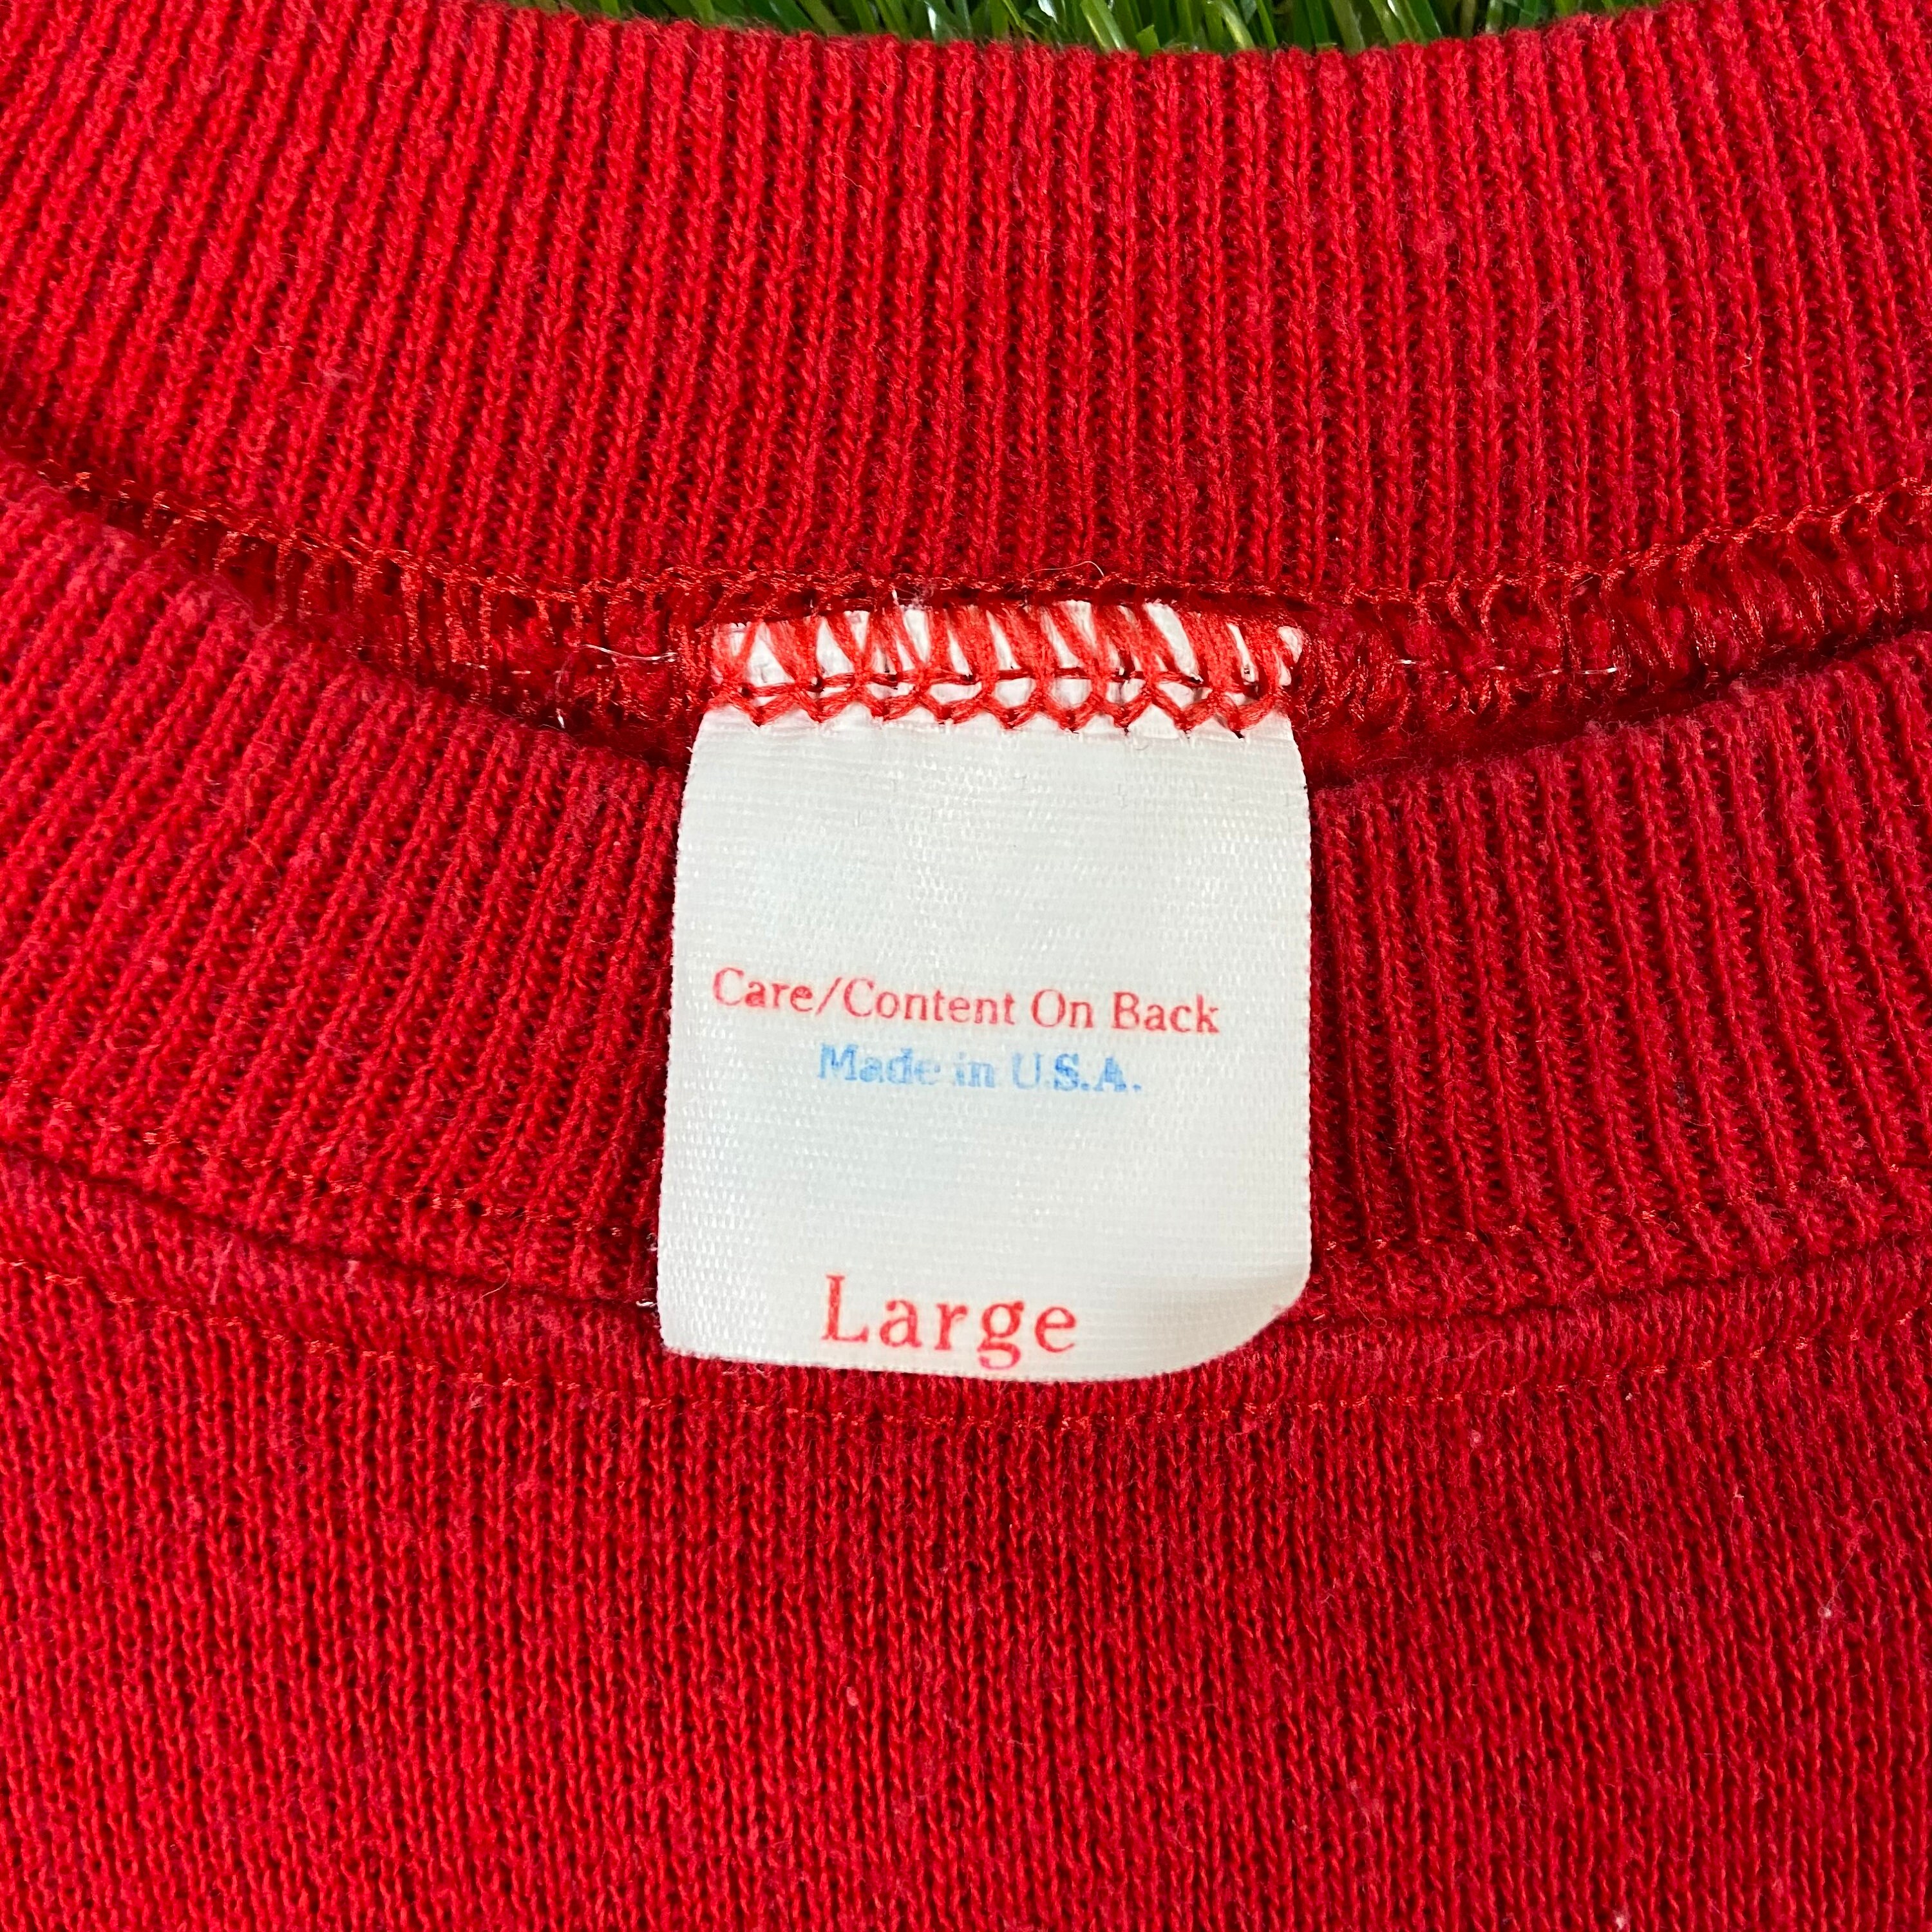 Care/Content On Back
Made in U.S.A.
Large